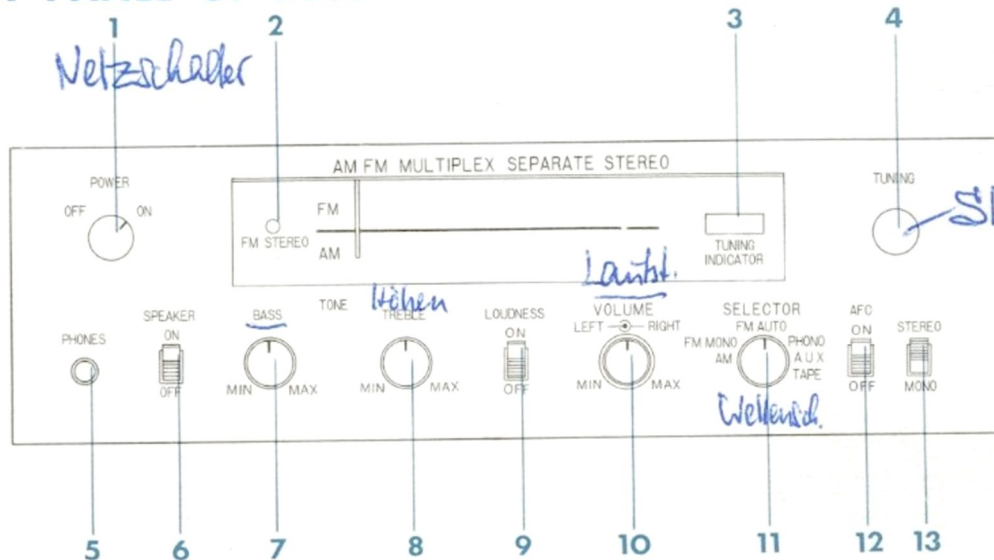 1 2 3 4
Netzschalter
AM FM MULTIPLEX SEPARATE STEREO
POWER
OFF ON
FM
FM STEREO
AM
TUNING INDICATOR
TUNING
Lautst.
Höhen
PHONES
SPEAKER
ON
OFF
BASS
MIN MAX
TONE
TREBLE
MIN MAX
LOUDNESS
ON
OFF
VOLUME
LEFT RIGHT
MIN MAX
SELECTOR
FM AUTO
FM MONO PHONO
AM AUX
TAPE
Wellensch.
AFC
ON
OFF
STEREO
MONO
5 6 7 8 9 10 11 12 13